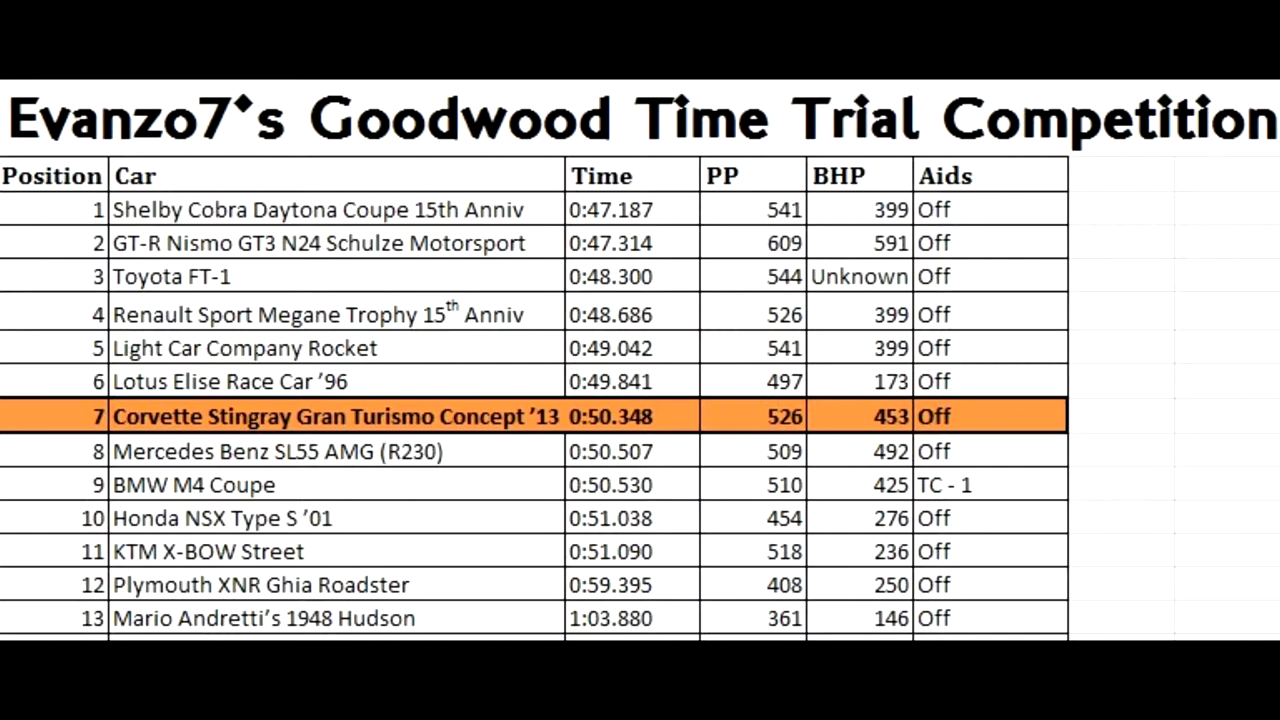 Evanzo7's Goodwood Time Trial Competition
Position Car Time PP BHP Aids
1 Shelby Cobra Daytona Coupe 15th Anniv 0:47.187 541 399 Off
2 GT-R Nismo GT3 N24 Schulze Motorsport 0:47.314 609 591 Off
3 Toyota FT-1 0:48.300 544 Unknown Off
4 Renault Sport Megane Trophy 15th Anniv 0:48.686 526 399 Off
5 Light Car Company Rocket 0:49.042 541 399 Off
6 Lotus Elise Race Car ’96 0:49.841 497 173 Off
7 Corvette Stingray Gran Turismo Concept ’13 0:50.348 526 453 Off
8 Mercedes Benz SL55 AMG (R230) 0:50.507 509 492 Off
9 BMW M4 Coupe 0:50.530 510 425 TC - 1
10 Honda NSX Type S ’01 0:51.038 454 276 Off
11 KTM X-BOW Street 0:51.090 518 236 Off
12 Plymouth XNR Ghia Roadster 0:59.395 408 250 Off
13 Mario Andretti’s 1948 Hudson 1:03.880 361 146 Off